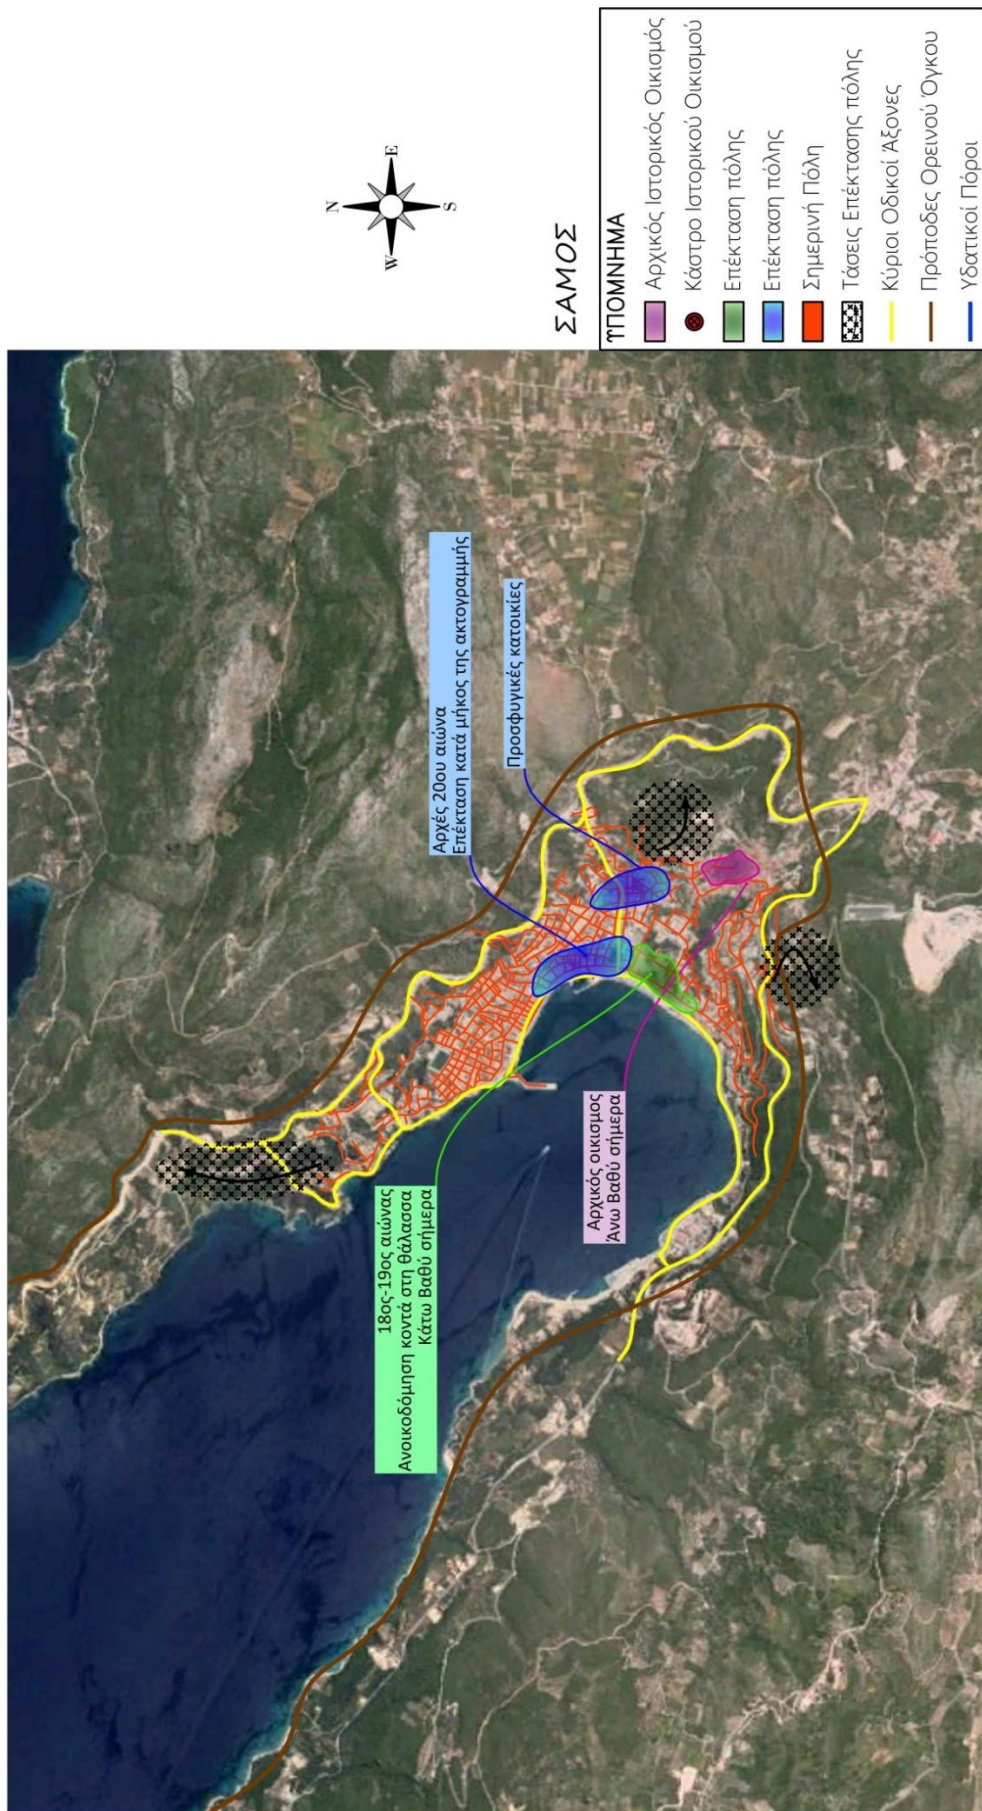 N
W
E
S
ΣΑΜΟΣ
ΥΠΟΜΝΗΜΑ
Αρχικός Ιστορικός Οικισμός
Κάστρο Ιστορικού Οικισμού
Επέκταση πόλης
Επέκταση πόλης
Σημερινή Πόλη
Τάσεις Επέκτασης πόλης
Κύριοι Οδικοί Άξονες
Πρόποδες Ορεινού Όγκου
Υδατικοί Πόροι
Αρχές 20ου αιώνα
Επέκταση κατά μήκος της ακτογραμμής
Προσφυγικές κατοικίες
18ος-19ος αιώνας
Ανοικοδόμηση κοντά στη θάλασσα
Κάτω Βαθύ σήμερα
Αρχικός οικισμος
Άνω Βαθύ σήμερα